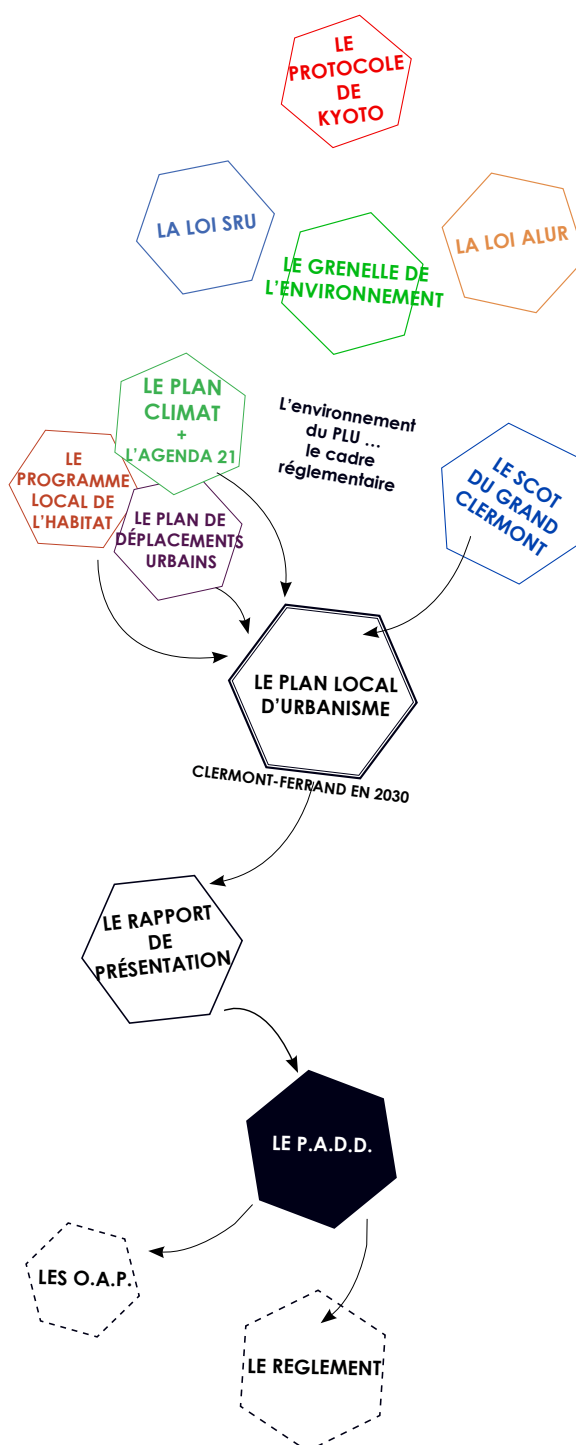 LE
PROTOCOLE
DE
KYOTO
LA LOI SRU
LA LOI ALUR
LE GRENELLE DE
L'ENVIRONNEMENT
LE PLAN
CLIMAT
+
L'AGENDA 21
L'environnement
du PLU ...
le cadre
réglementaire
LE
PROGRAMME
LOCAL DE
L'HABITAT
LE PLAN DE
DÉPLACEMENTS
URBAINS
LE SCOT
DU GRAND
CLERMONT
LE PLAN LOCAL
D'URBANISME
CLERMONT-FERRAND EN 2030
LE RAPPORT
DE
PRÉSENTATION
LE P.A.D.D.
LES O.A.P.
LE REGLEMENT